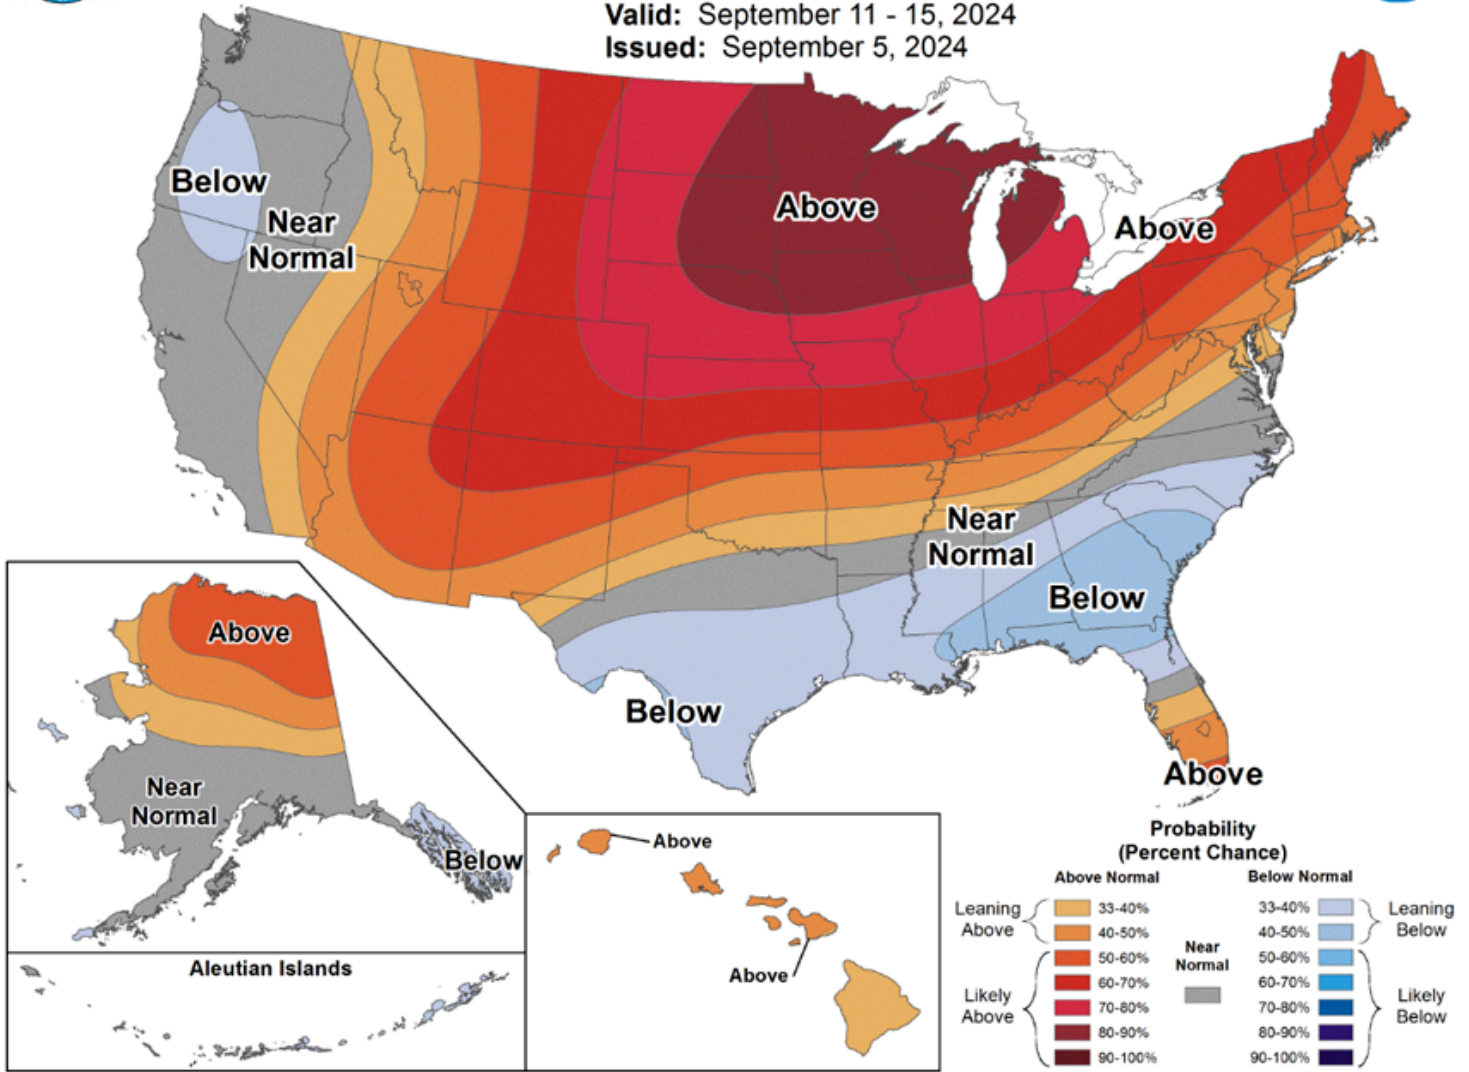 Valid: September 11 - 15, 2024
Issued: September 5, 2024
Below
Near
Normal
Above
Above
Near
Normal
Below
Below
Above
Above
Near
Normal
Below
Aleutian Islands
Above
Above
Probability
(Percent Chance)
Above Normal Below Normal
Leaning
Above
33-40%
40-50%
Likely
Above
50-60%
60-70%
70-80%
80-90%
90-100%
Near
Normal
33-40%
40-50%
Leaning
Below
50-60%
60-70%
70-80%
80-90%
90-100%
Likely
Below